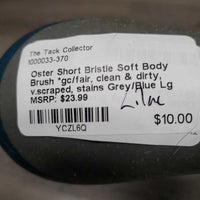 The Tack Collector
1000033-370
Oster Short Bristle Soft Body
Brush *gc/fair, clean & dirty,
v.scraped, stains Grey/Blue Lg
MSRP: $23.99
$10.00
YCZL6Q